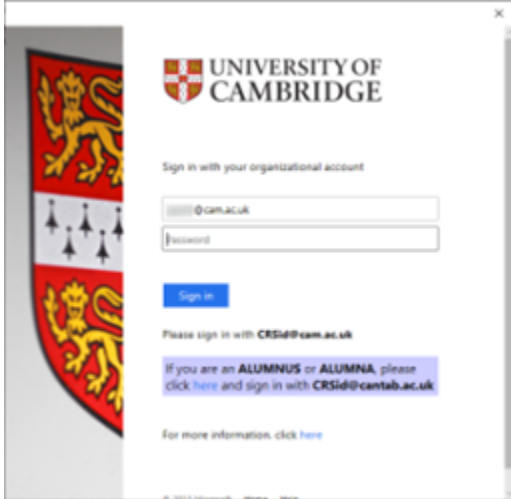 UNIVERSITY OF
CAMBRIDGE
Sign in with your organizational account
@cam.ac.uk
Password
Sign in
Please sign in with CRSid@cam.ac.uk
If you are an ALUMNUS or ALUMNA, please
click here and sign in with CRSid@cantab.ac.uk
For more information, click here